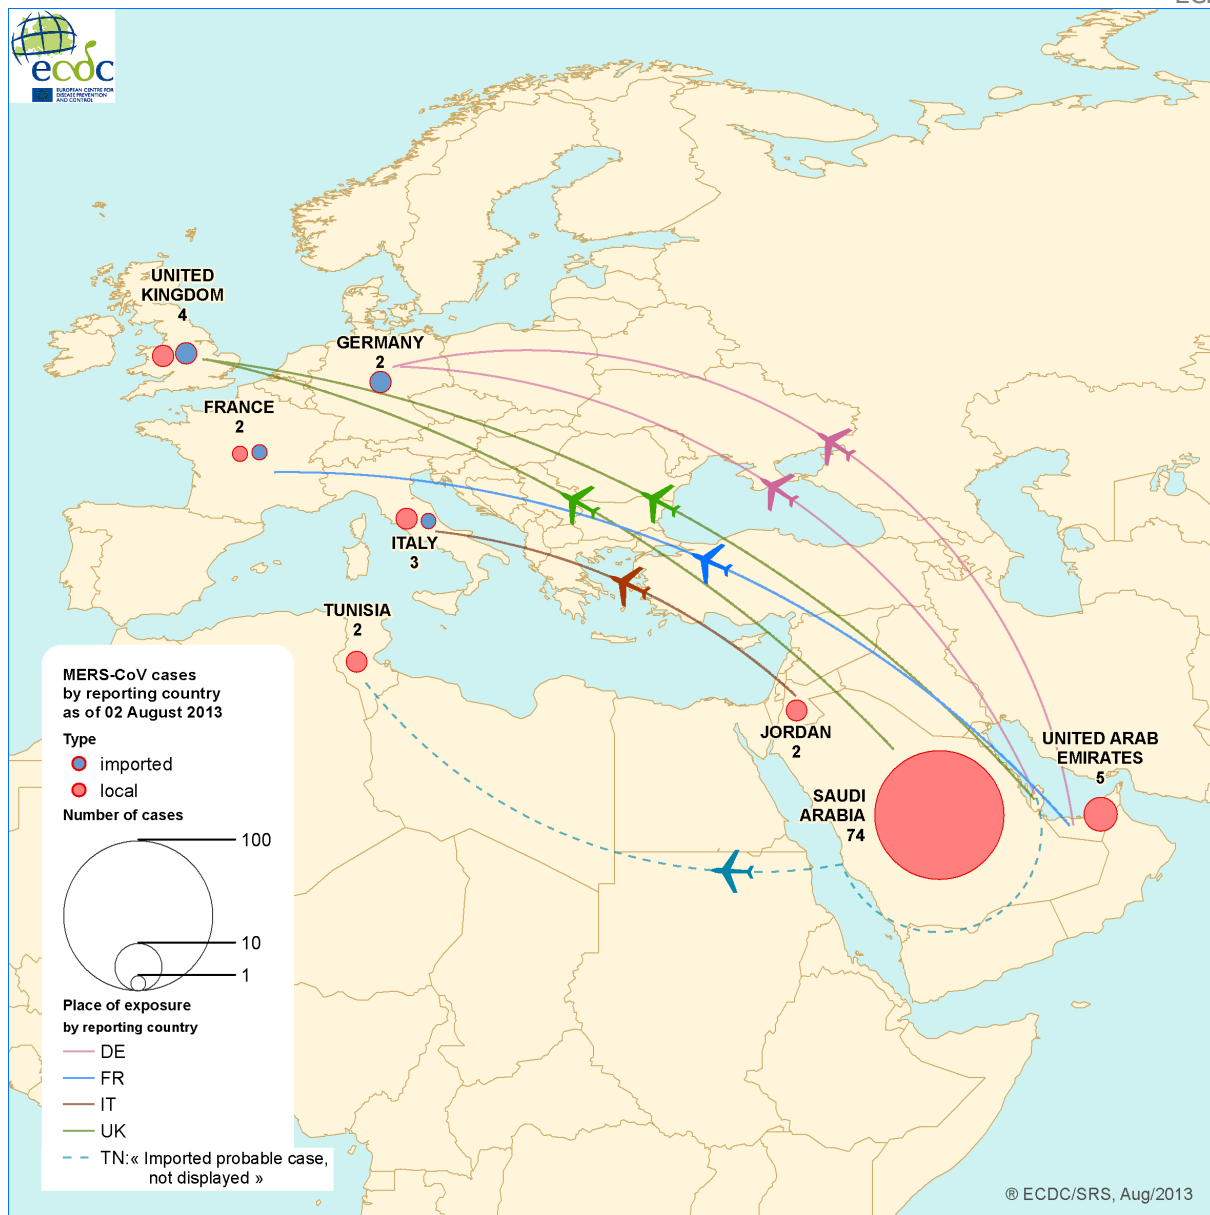 ecdc
EUROPEAN CENTRE FOR
DISEASE PREVENTION
AND CONTROL
UNITED
KINGDOM
4
GERMANY
2
FRANCE
2
ITALY
3
TUNISIA
2
JORDAN
2
UNITED ARAB
EMIRATES
5
SAUDI
ARABIA
74
MERS-CoV cases
by reporting country
as of 02 August 2013
Type
imported
local
Number of cases
100
10
1
Place of exposure
by reporting country
DE
FR
IT
UK
TN:« Imported probable case,
not displayed »
® ECDC/SRS, Aug/2013